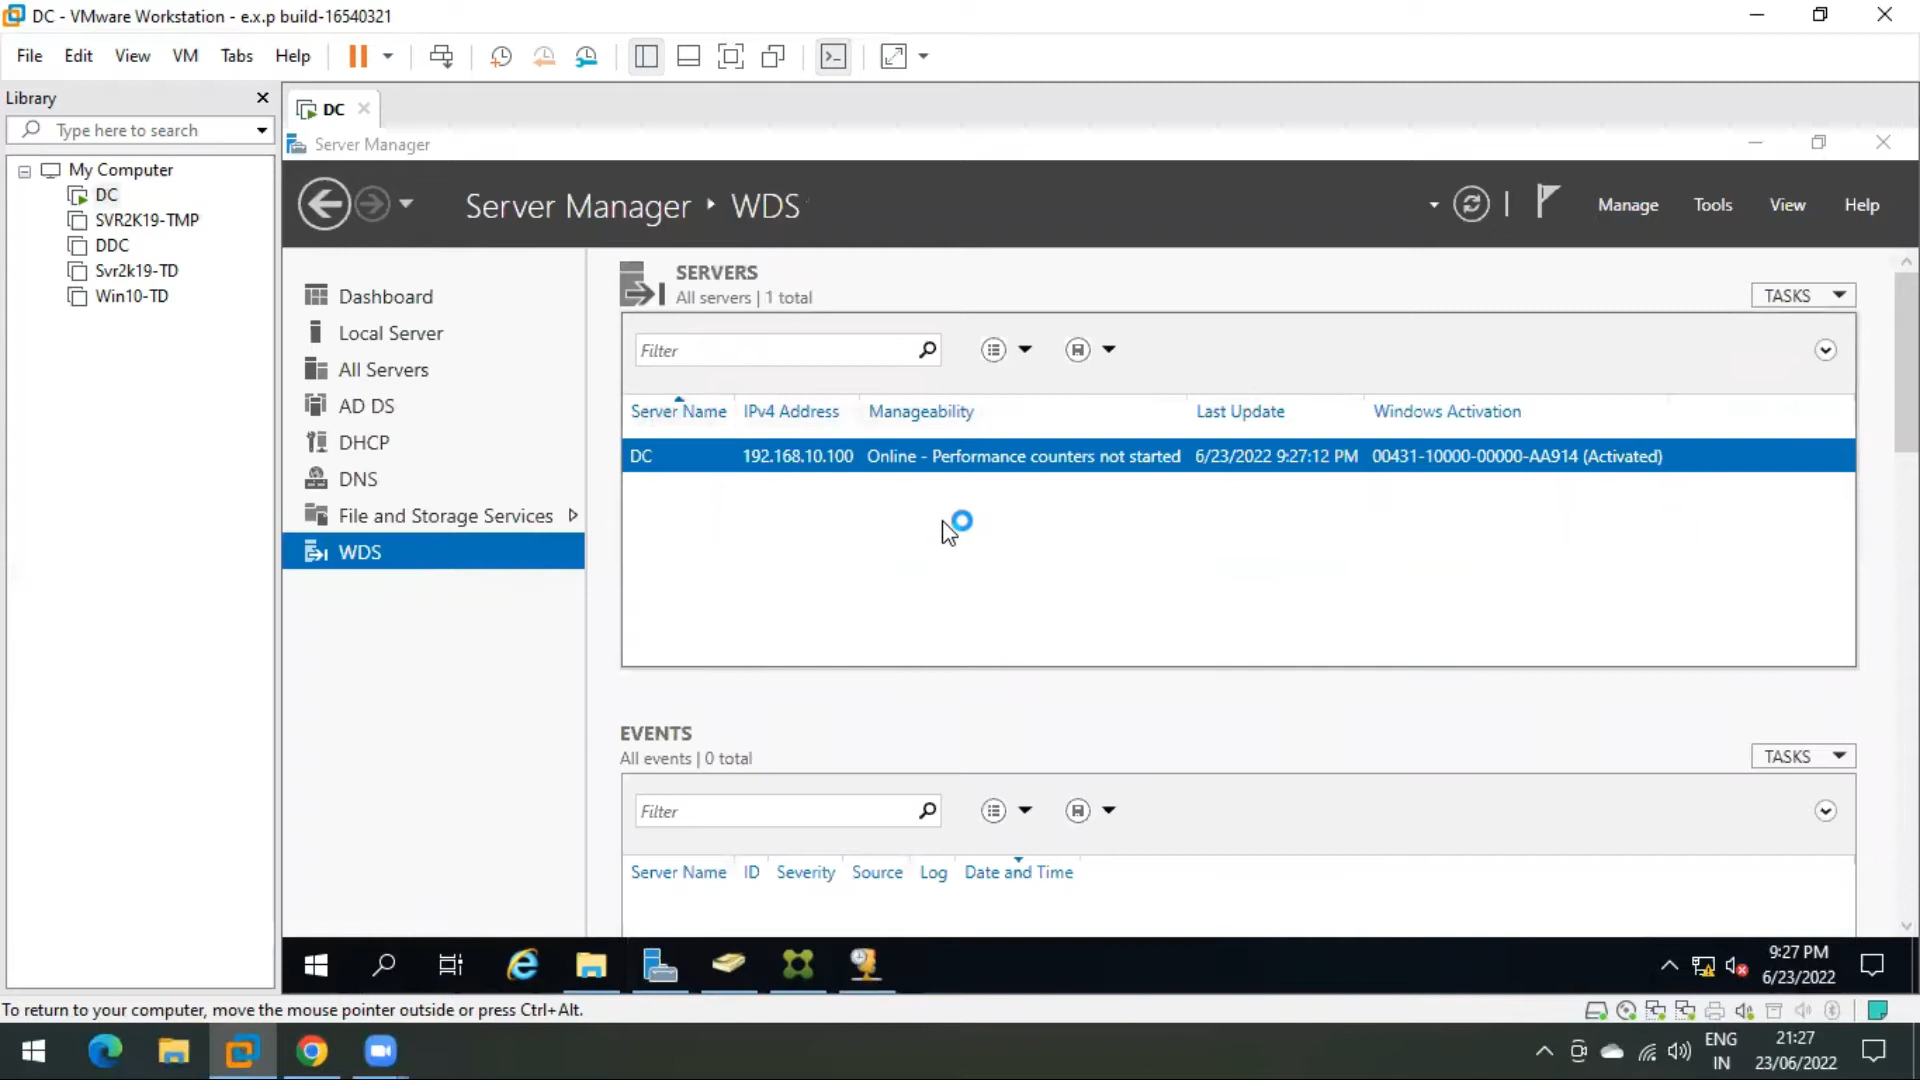 DC - VMware Workstation - e.x.p build-16540321
File Edit View VM Tabs Help
Library
Type here to search
My Computer
DC
SVR2K19-TMP
DDC
Svr2k19-TD
Win10-TD
DC
Server Manager
Server Manager WDS
Manage Tools View Help
Dashboard
Local Server
All Servers
AD DS
DHCP
DNS
File and Storage Services
WDS
SERVERS
All servers | 1 total
TASKS
Filter
Server Name IPv4 Address Manageability Last Update Windows Activation
DC 192.168.10.100 Online - Performance counters not started 6/23/2022 9:27:12 PM 00431-10000-00000-AA914 (Activated)
EVENTS
All events | 0 total
TASKS
Filter
Server Name ID Severity Source Log Date and Time
9:27 PM
6/23/2022
To return to your computer, move the mouse pointer outside or press Ctrl+Alt.
ENG
IN
21:27
23/06/2022